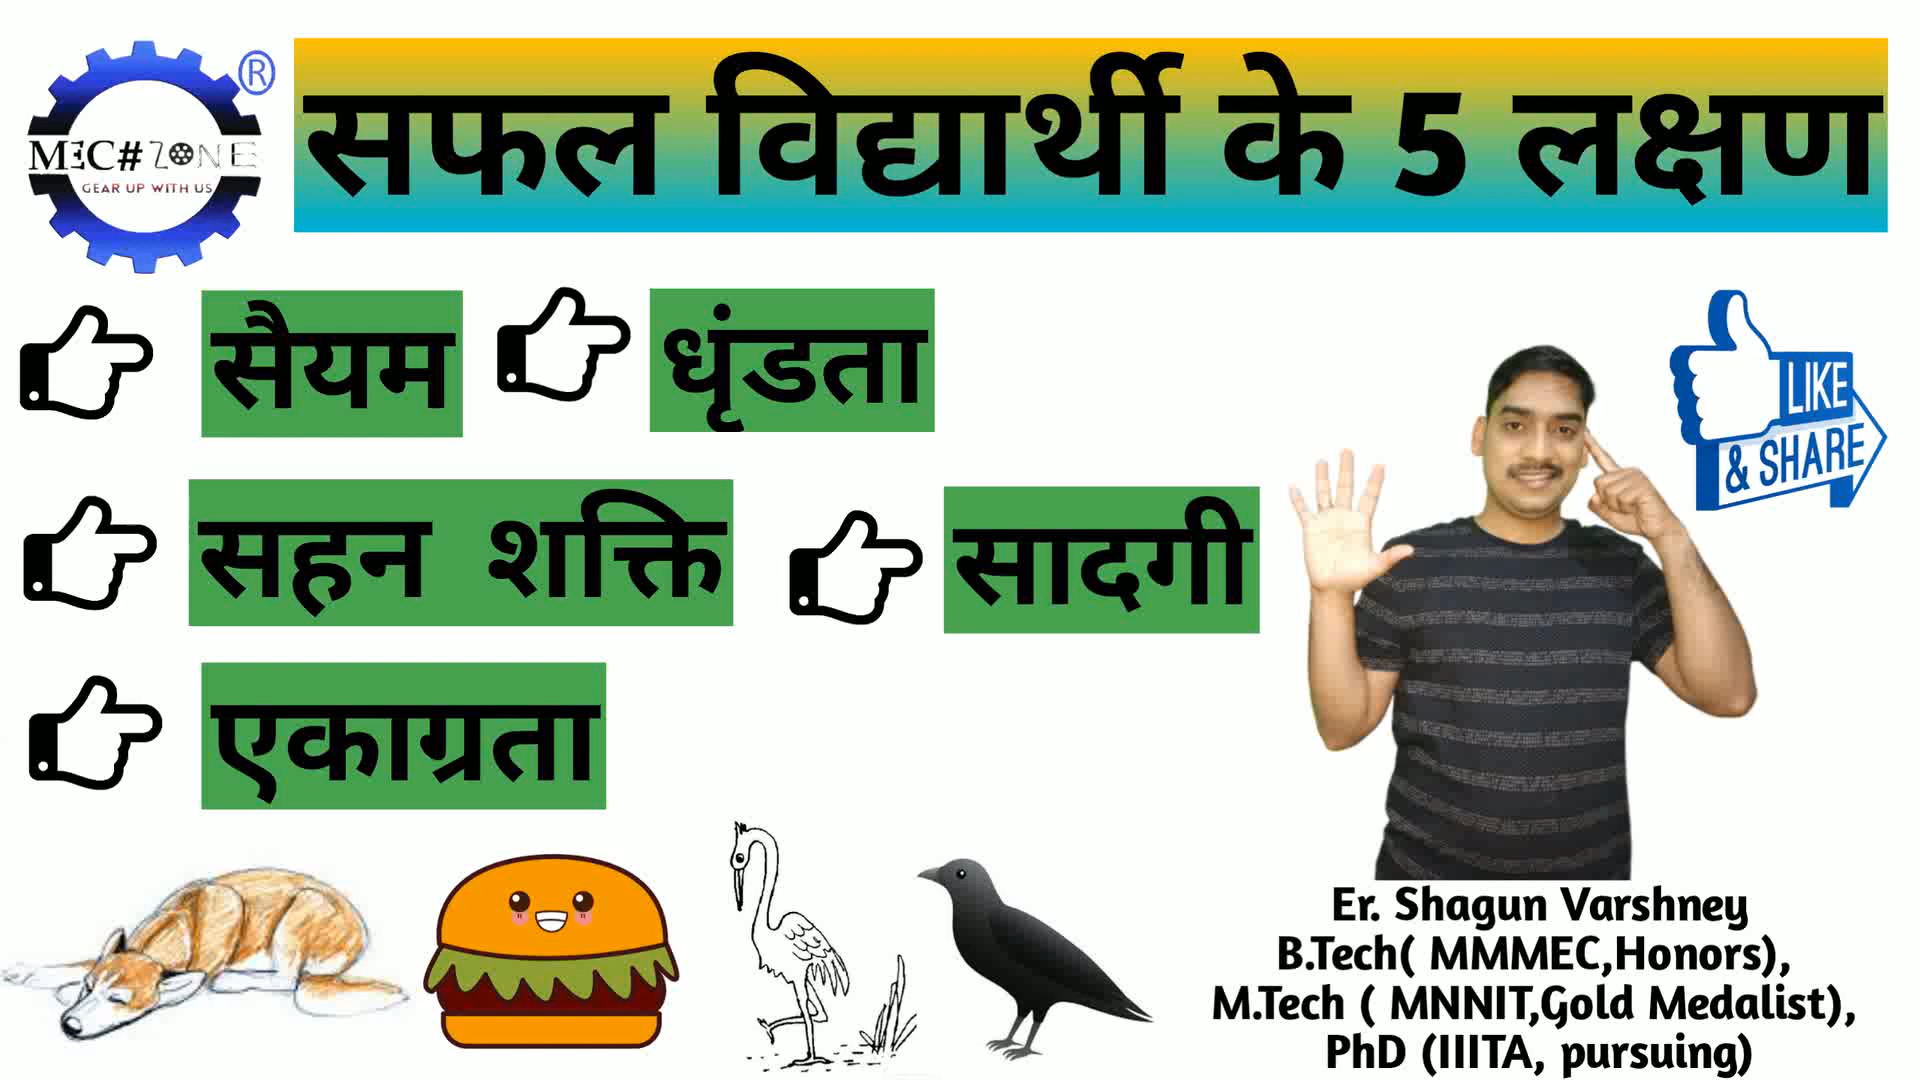 ®
MEC# ZONE
GEAR UP WITH US
सफल विद्यार्थी के 5 लक्षण
सैयम
धृंडता
सहन शक्ति
सादगी
एकाग्रता
LIKE
& SHARE
Er. Shagun Varshney
B.Tech( MMMEC,Honors),
M.Tech ( MNNIT,Gold Medalist),
PhD (IIITA, pursuing)